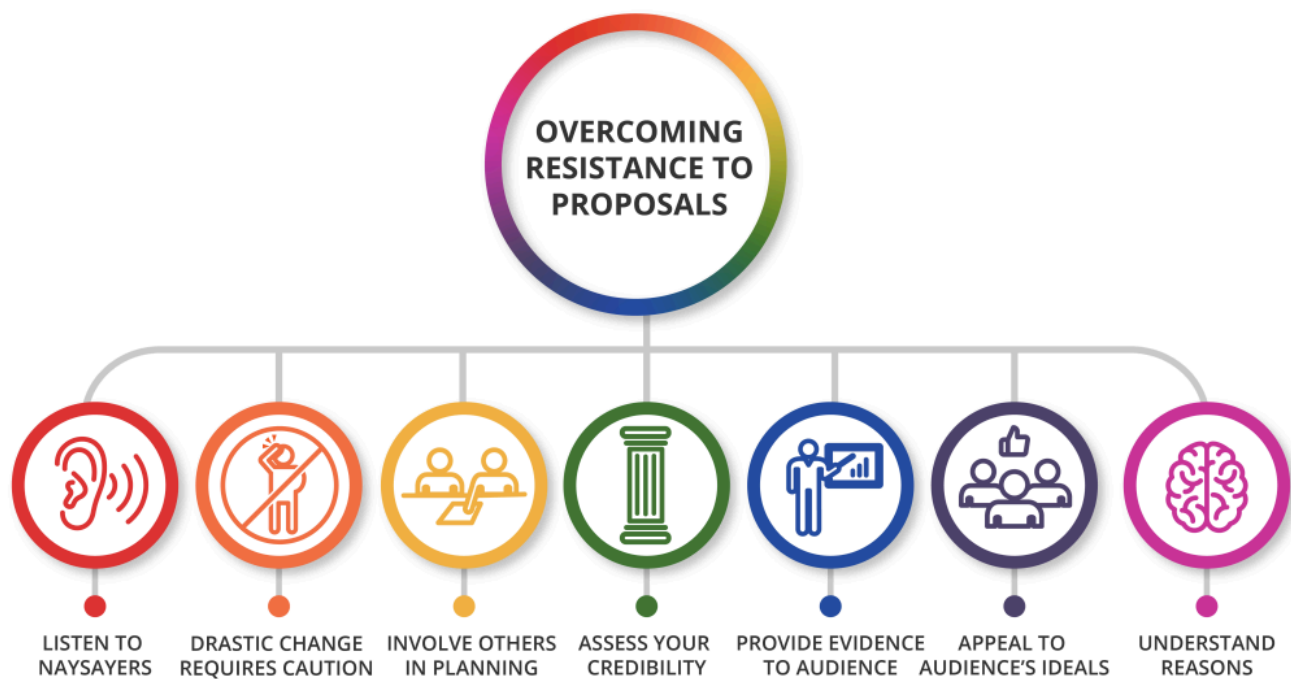 OVERCOMING
RESISTANCE TO
PROPOSALS
LISTEN TO
NAYSAYERS
DRASTIC CHANGE
REQUIRES CAUTION
INVOLVE OTHERS
IN PLANNING
ASSESS YOUR
CREDIBILITY
PROVIDE EVIDENCE
TO AUDIENCE
APPEAL TO
AUDIENCE'S IDEALS
UNDERSTAND
REASONS